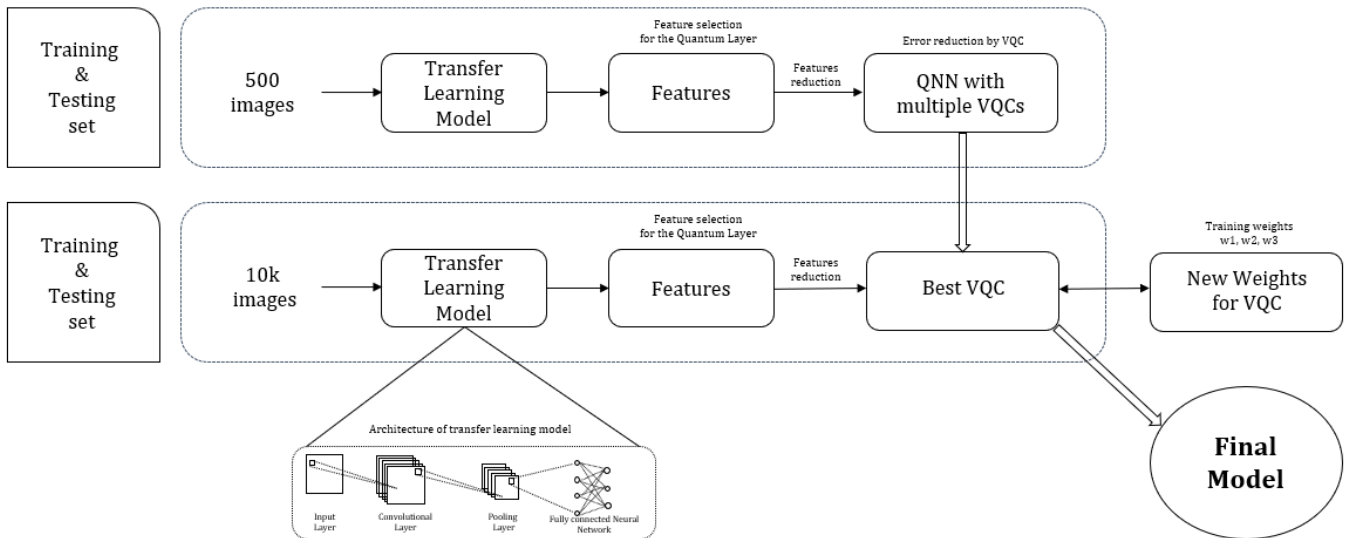 Training
&
Testing
set
500
images
Transfer
Learning
Model
Feature selection
for the Quantum Layer
Features
Features
reduction
Error reduction by VQC
QNN with
multiple VQCs
Training
&
Testing
set
10k
images
Transfer
Learning
Model
Feature selection
for the Quantum Layer
Features
Features
reduction
Best VQC
Training weights
w1, w2, w3
New Weights
for VQC
Architecture of transfer learning model
Input
Layer
Convolutional
Layer
Pooling
Layer
Fully connected Neural
Network
Final
Model